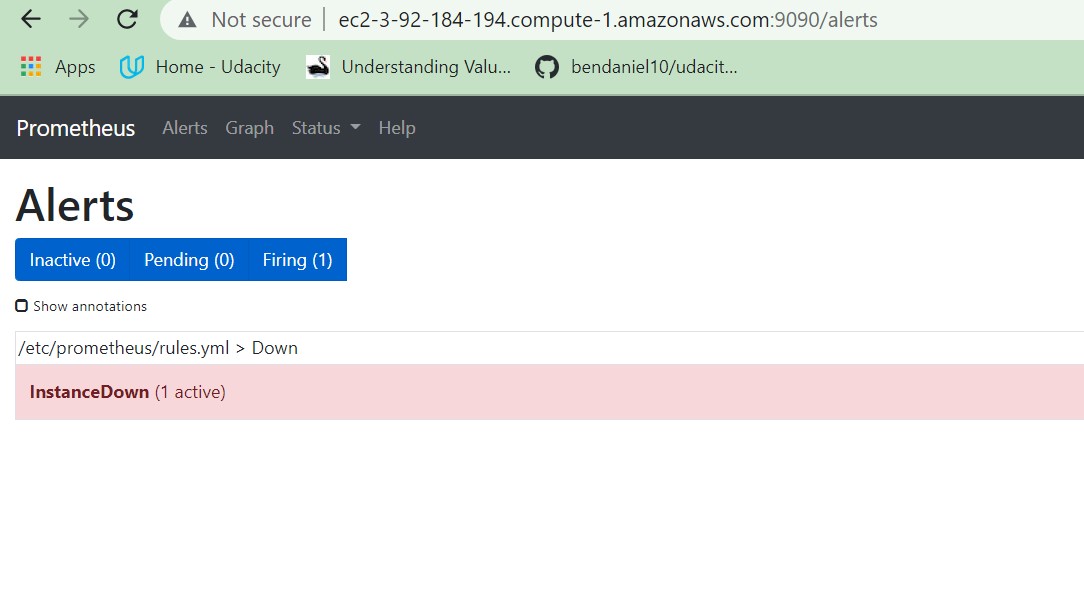 Not secure | ec2-3-92-184-194.compute-1.amazonaws.com:9090/alerts
Apps Home - Udacity Understanding Valu... bendaniel10/udacit...
Prometheus Alerts Graph Status Help
Alerts
Inactive (0) Pending (0) Firing (1)
Show annotations
/etc/prometheus/rules.yml > Down
InstanceDown (1 active)